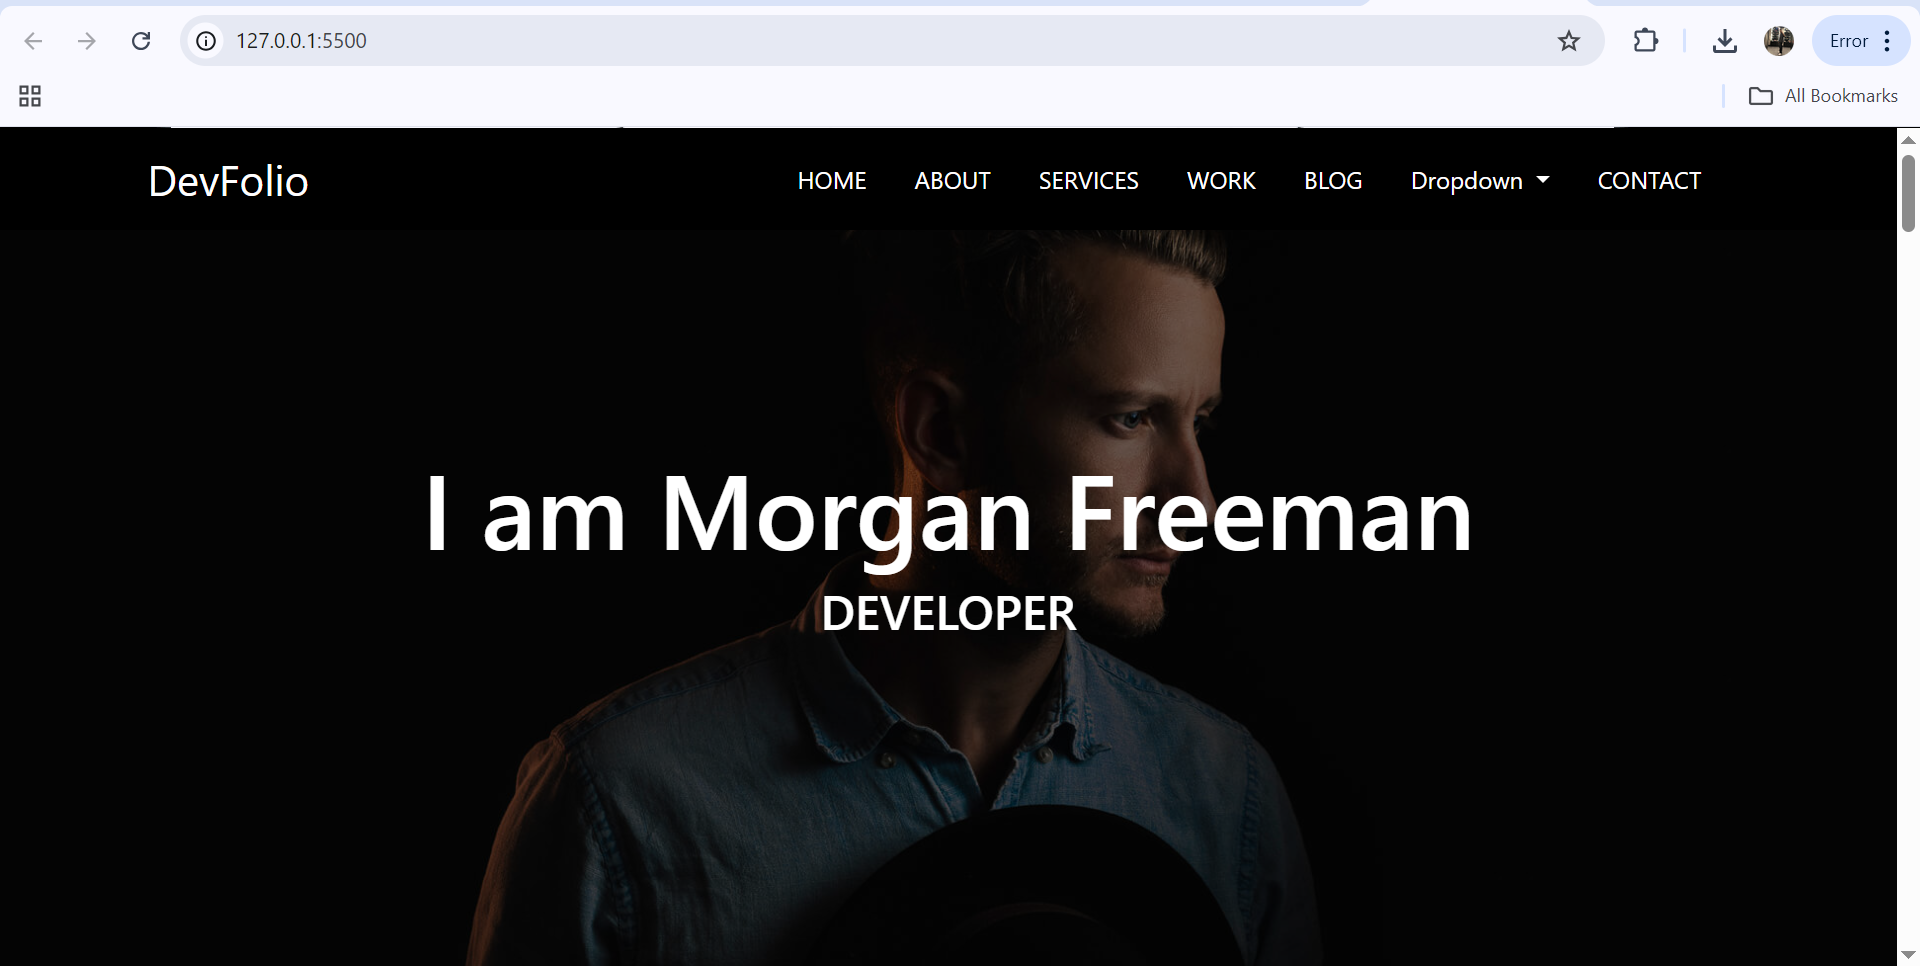 127.0.0.1:5500
Error
All Bookmarks
DevFolio
HOME ABOUT SERVICES WORK BLOG Dropdown CONTACT
I am Morgan Freeman
DEVELOPER